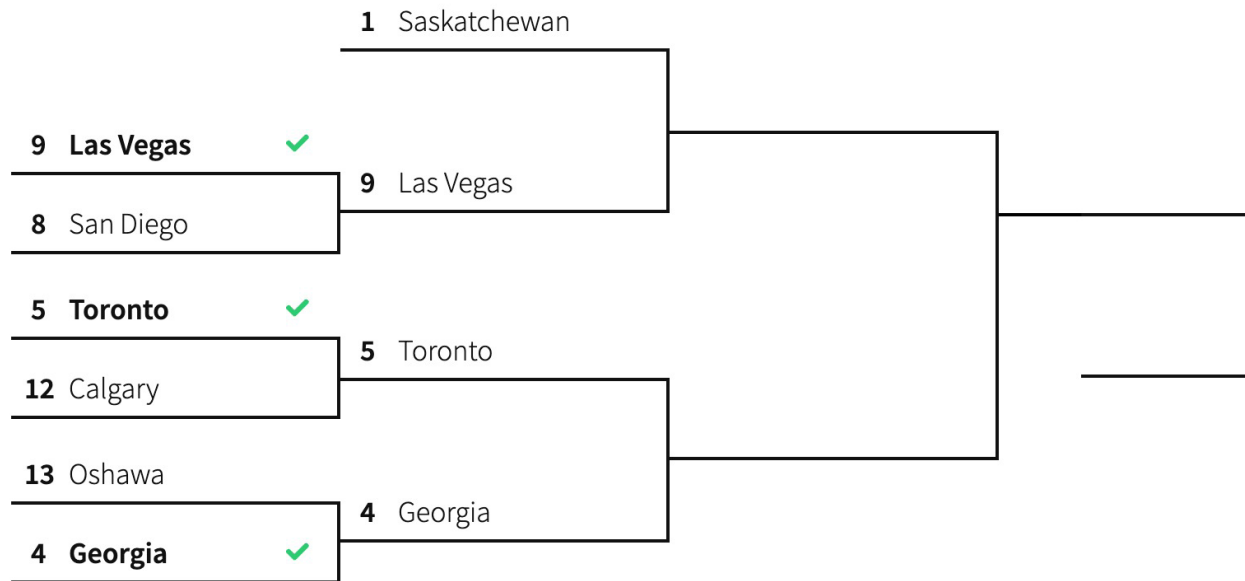 1 Saskatchewan
9 Las Vegas
8 San Diego
9 Las Vegas
5 Toronto
12 Calgary
5 Toronto
13 Oshawa
4 Georgia
4 Georgia